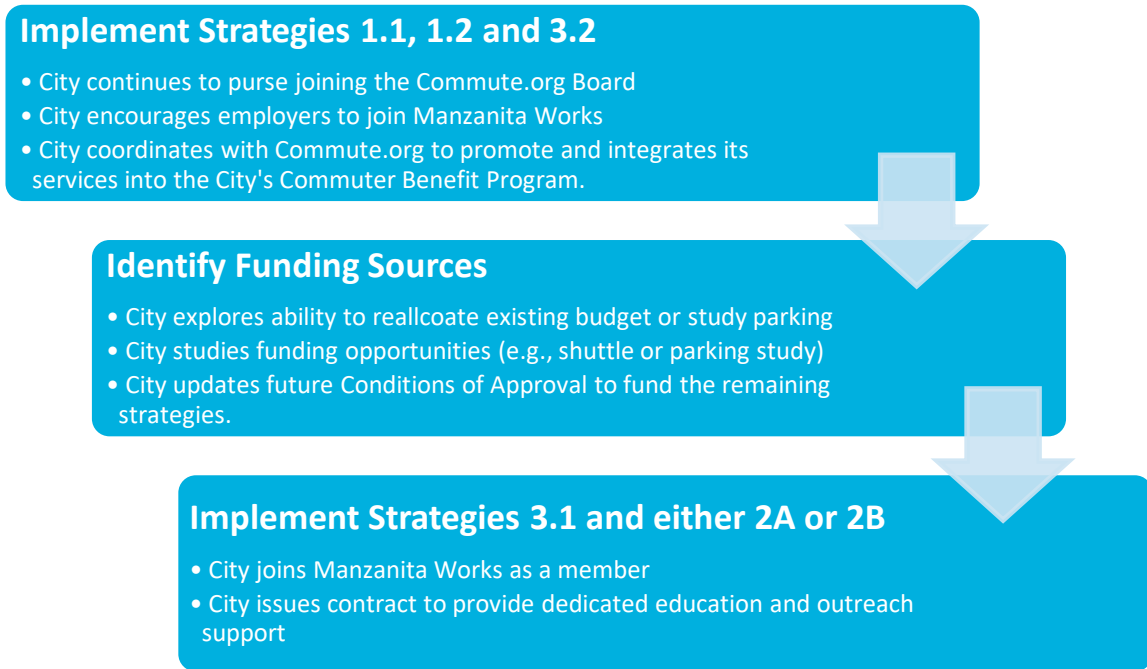 Implement Strategies 1.1, 1.2 and 3.2
• City continues to purse joining the Commute.org Board
• City encourages employers to join Manzanita Works
• City coordinates with Commute.org to promote and integrates its
services into the City's Commuter Benefit Program.
Identify Funding Sources
• City explores ability to reallcoate existing budget or study parking
• City studies funding opportunities (e.g., shuttle or parking study)
• City updates future Conditions of Approval to fund the remaining
strategies.
Implement Strategies 3.1 and either 2A or 2B
• City joins Manzanita Works as a member
• City issues contract to provide dedicated education and outreach
support